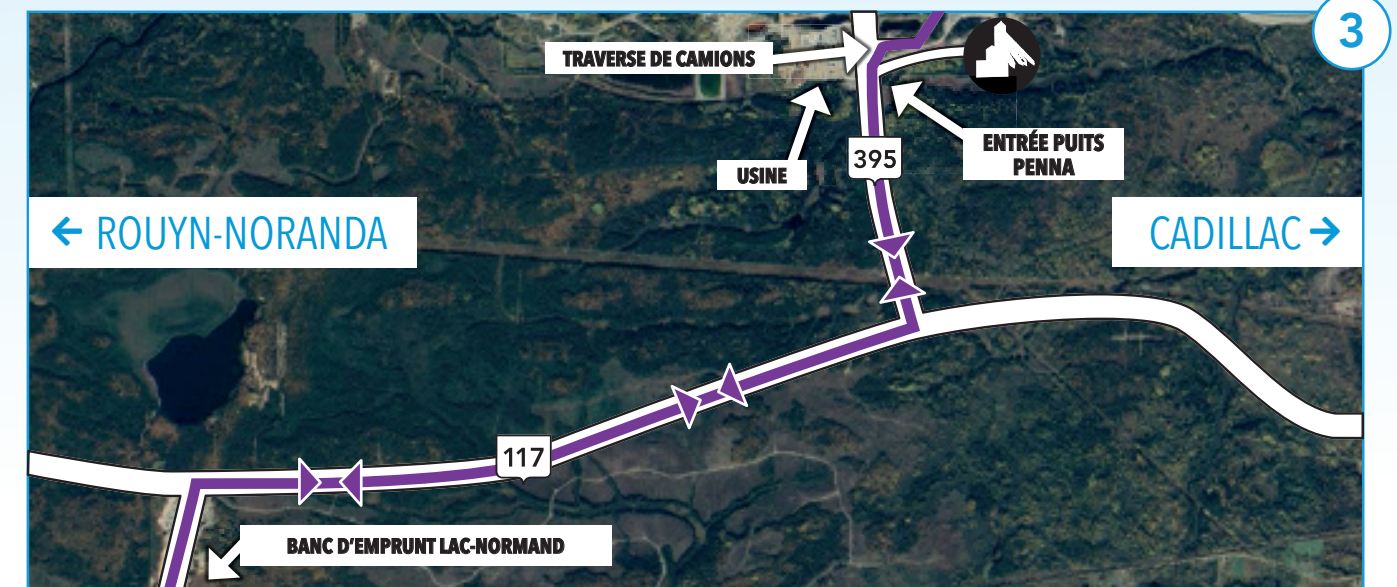 3
TRAVERSE DE CAMIONS
ENTRÉE PUITS
PENNA
395
USINE
← ROUYN-NORANDA
CADILLAC →
117
BANC D'EMPRUNT LAC-NORMAND